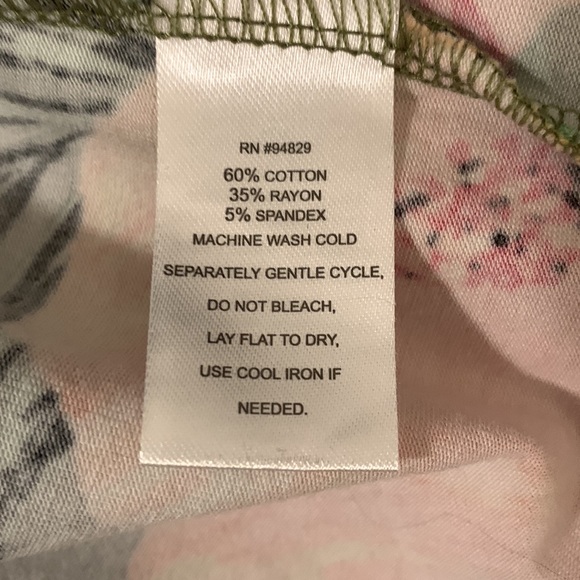 RN #94829
60% COTTON
35% RAYON
5% SPANDEX
MACHINE WASH COLD
SEPARATELY GENTLE CYCLE,
DO NOT BLEACH,
LAY FLAT TO DRY,
USE COOL IRON IF
NEEDED.